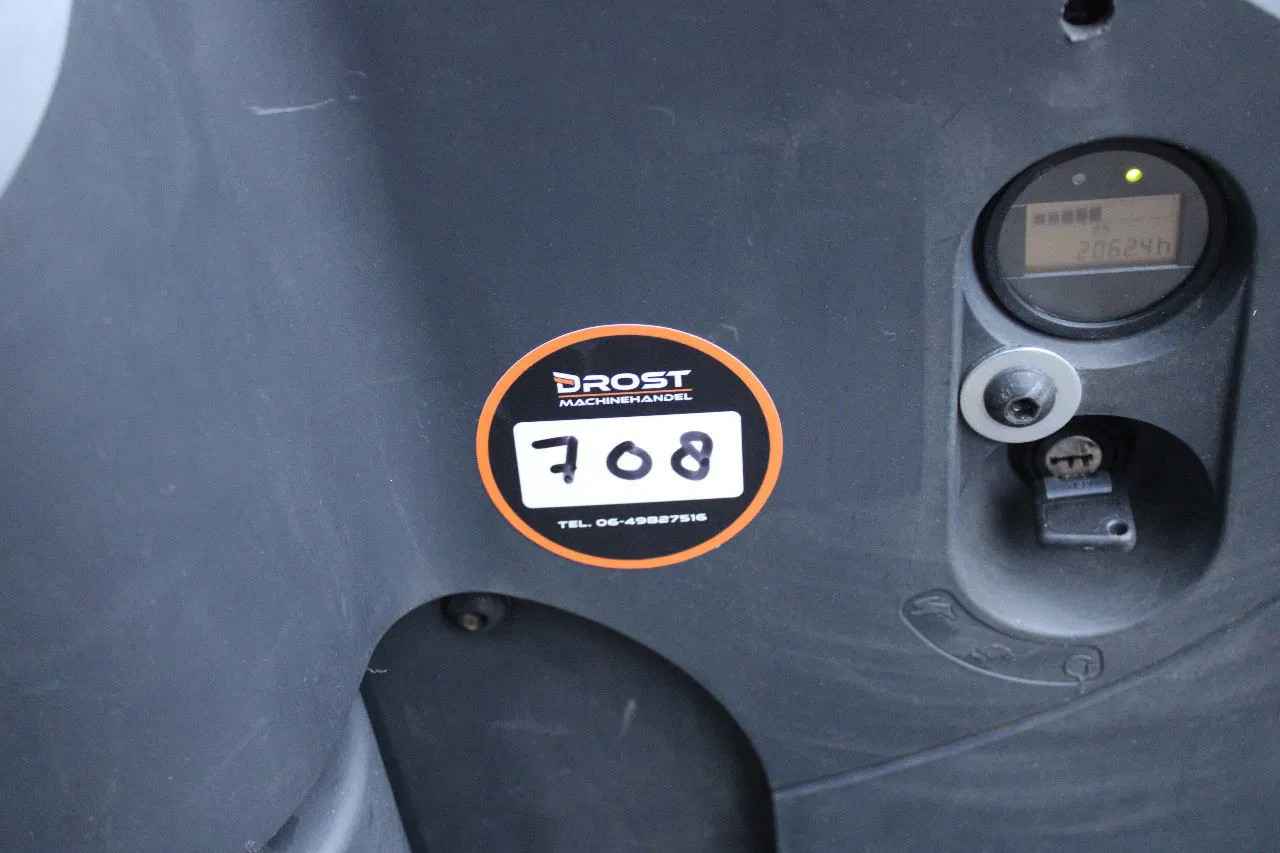 20624h
DROST
MACHINEHANDEL
708
TEL. 06-49827516